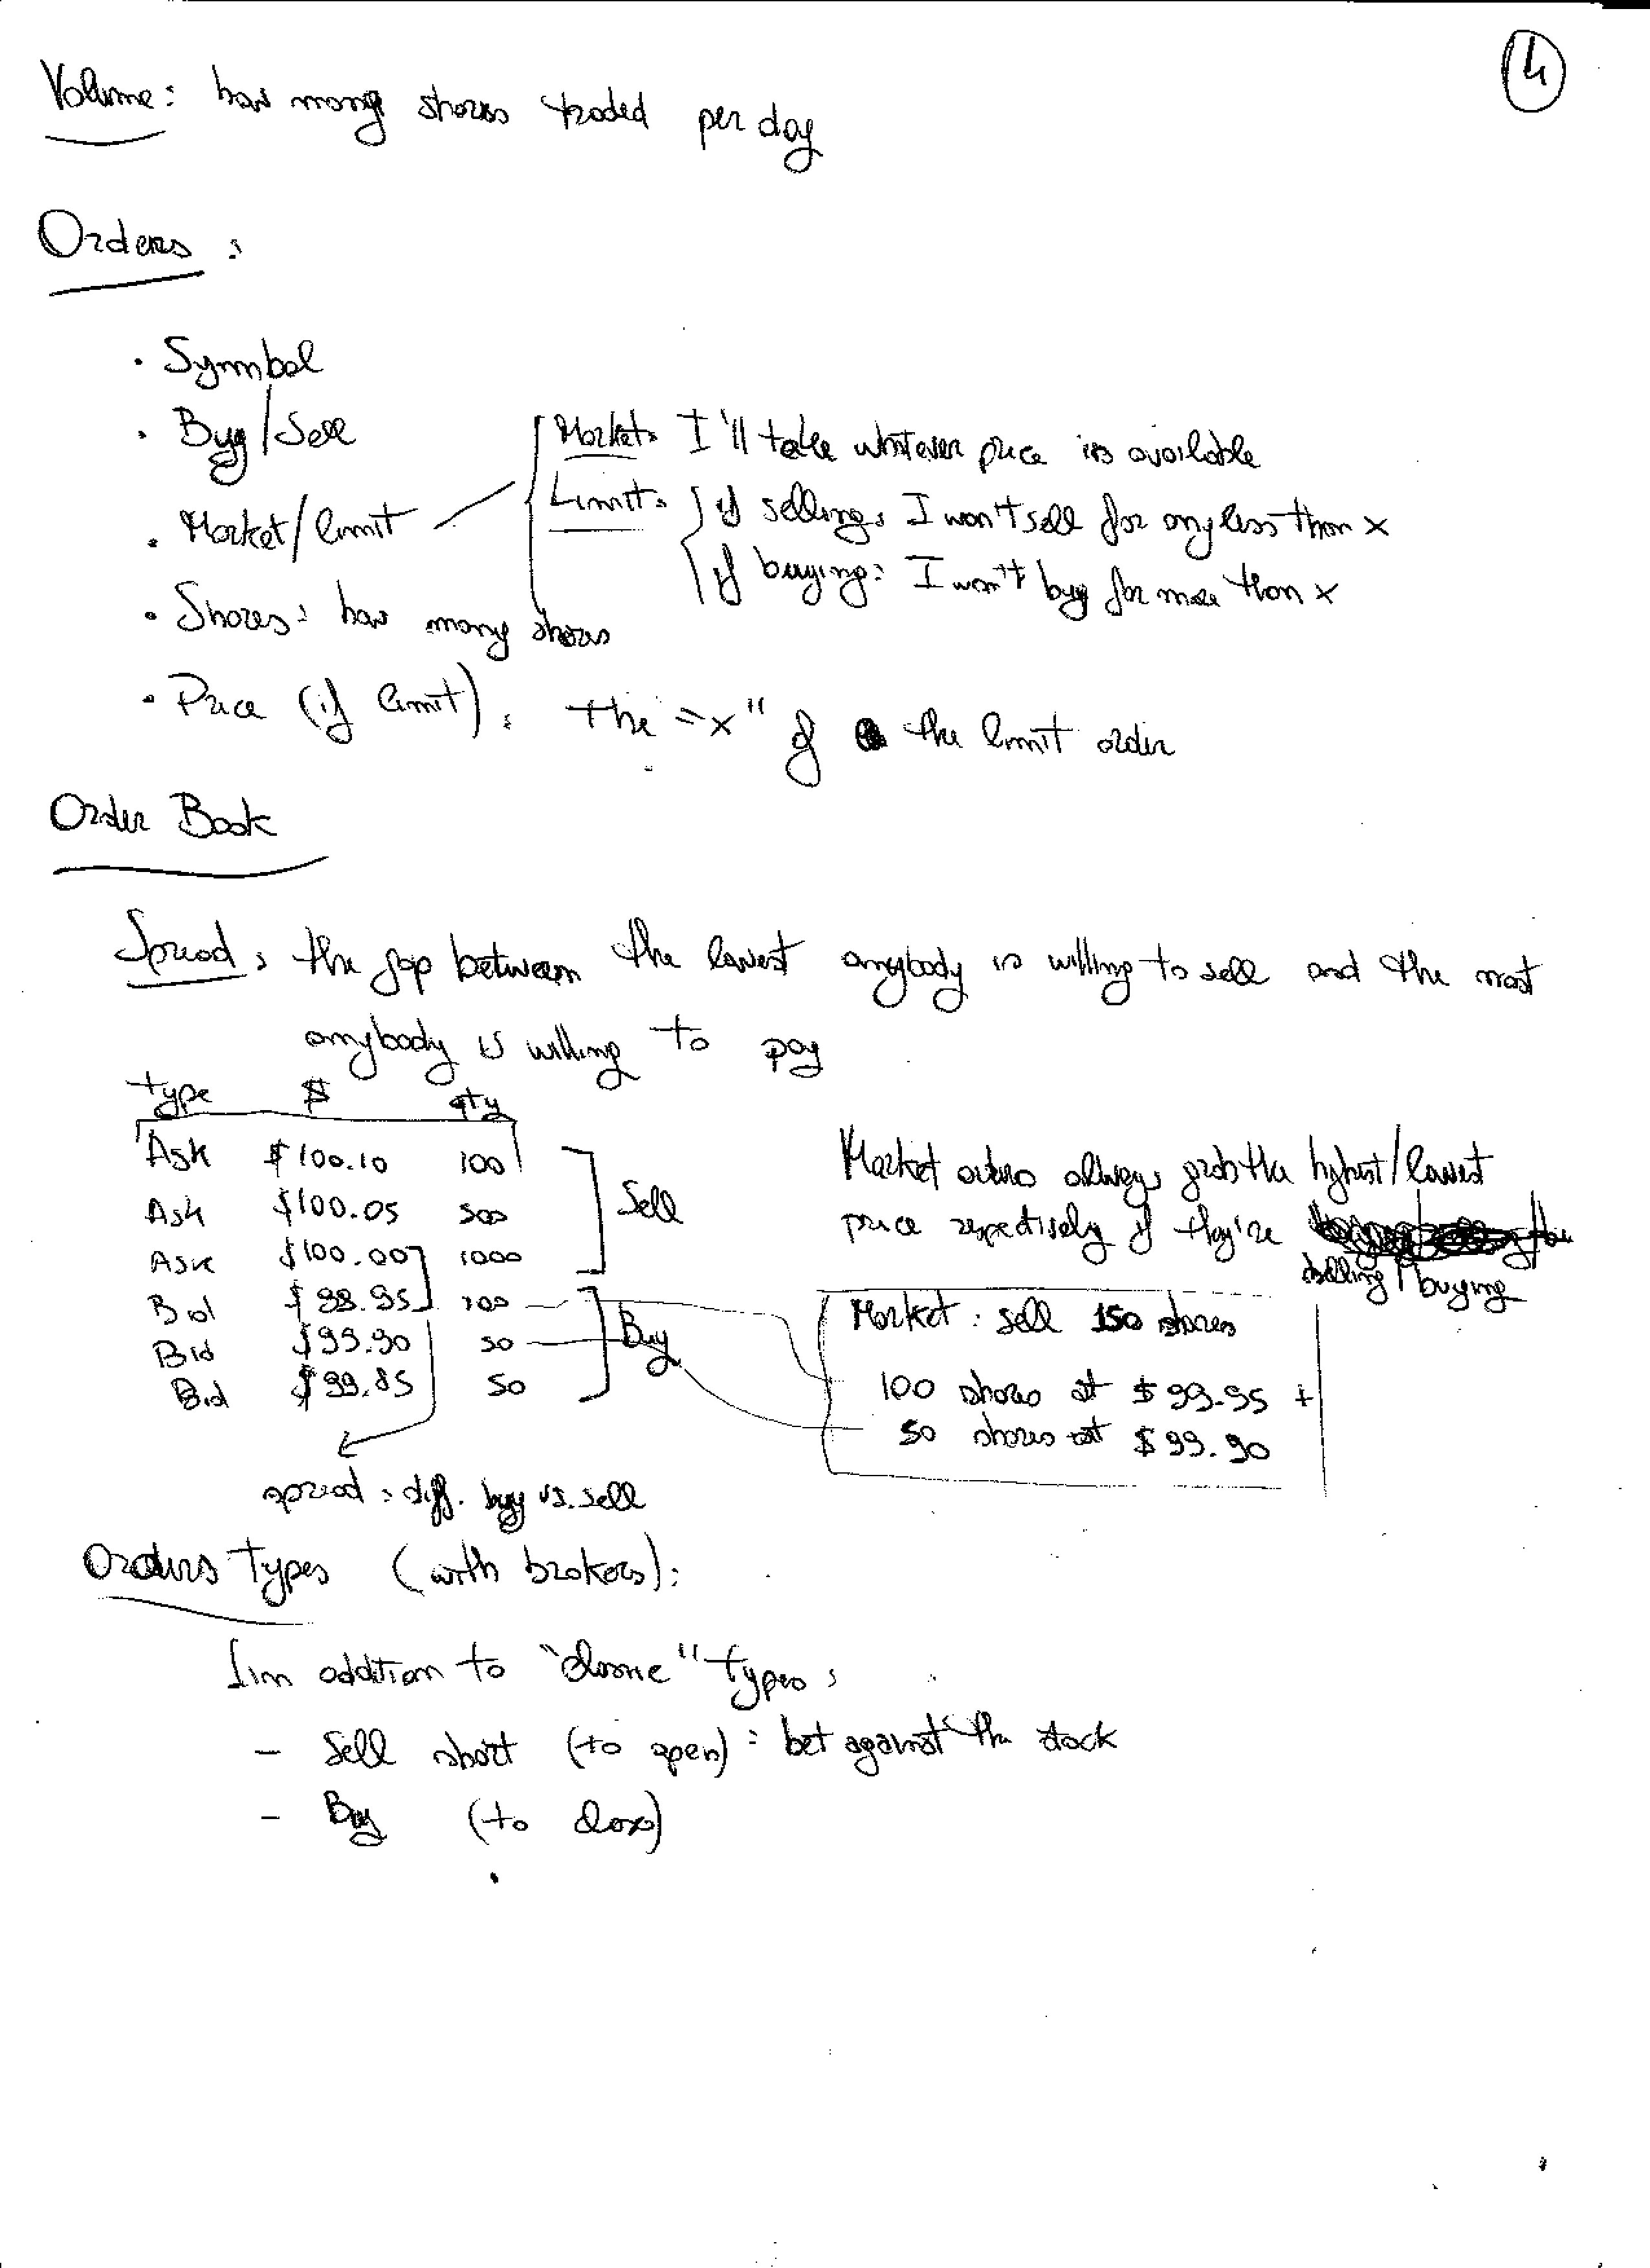 4
Volume: how many shares traded per day
Orders:
· Symbol
· Buy/Sell
· Market/limit
Market: I'll take whatever price is available
Limit: if selling: I won't sell for any less than x
if buying: I won't buy for more than x
· Shares: how many shares
· Price (if limit): the "x" of the limit order
Order Book
Spread: the gap between the lowest anybody is willing to sell and the most
anybody is willing to pay
type $ qty
Ask $100.10 100
Ask $100.05 500
Ask $100.00 1000
Bid $99.95 100
Bid $99.90 50
Bid $99.85 50
Sell
Buy
spread: diff. buy vs. sell
Market orders always grab the highest/lowest
price respectively if they're
selling/buying
Market: sell 150 shares
100 shares at $99.95 +
50 shares at $99.90
Orders Types (with brokers):
In addition to types:
- Sell short (to open): bet against the stock
- Buy (to close)